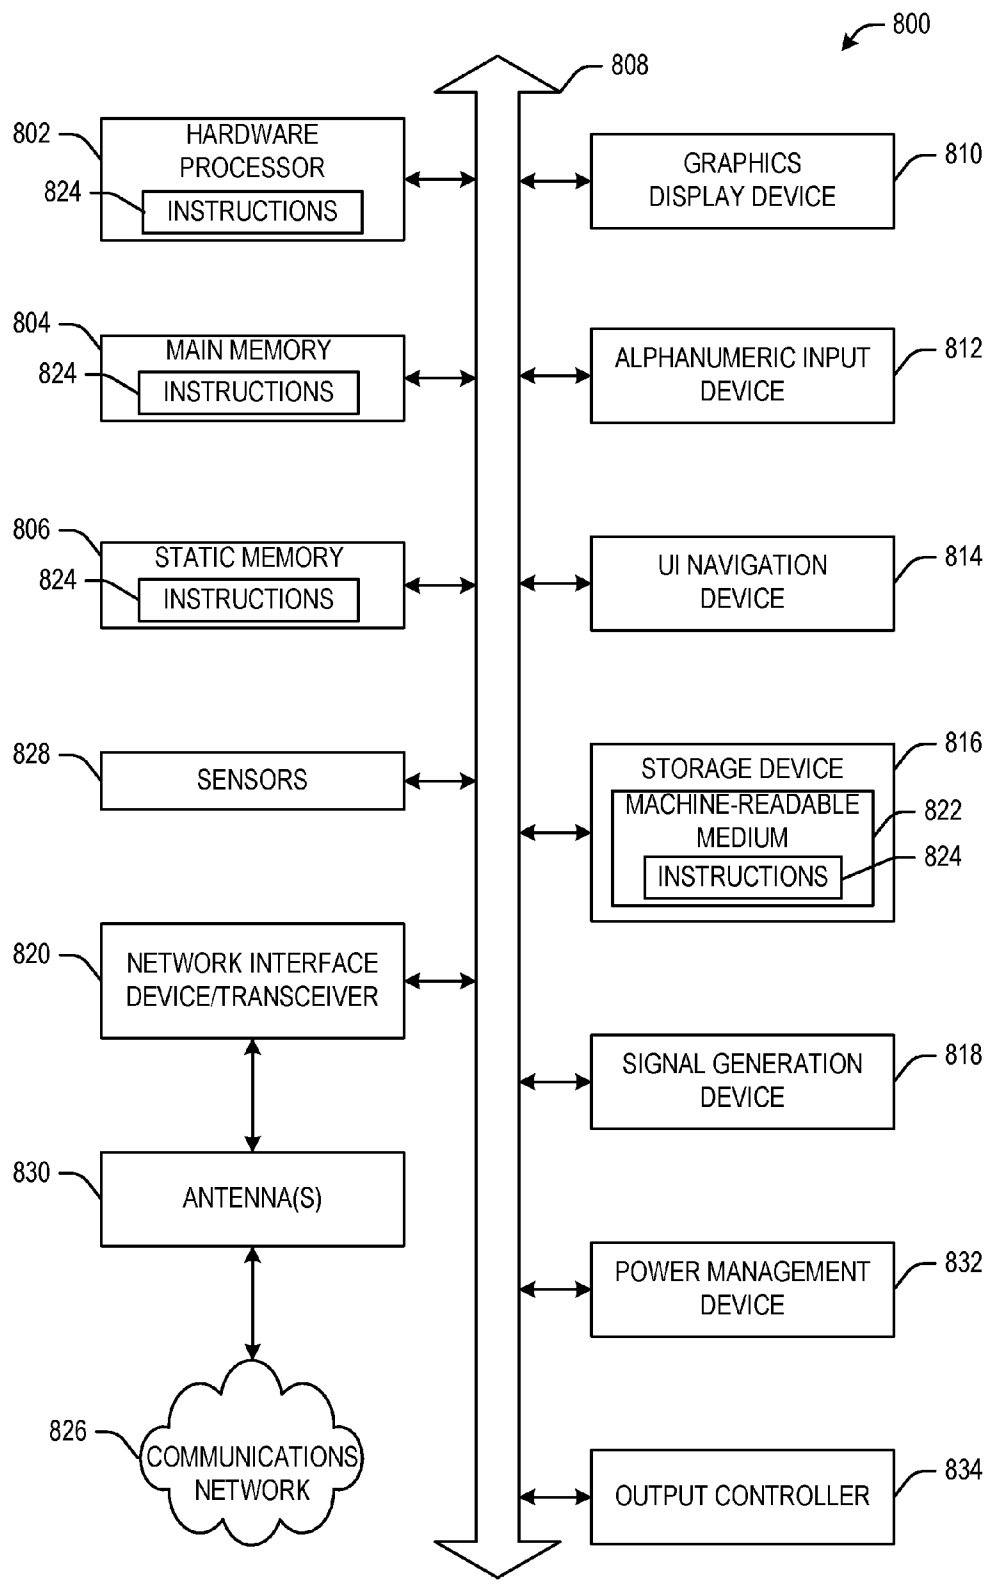 800
808
802
HARDWARE
PROCESSOR
824
INSTRUCTIONS
810
GRAPHICS
DISPLAY DEVICE
804
MAIN MEMORY
824
INSTRUCTIONS
812
ALPHANUMERIC INPUT
DEVICE
806
STATIC MEMORY
824
INSTRUCTIONS
814
UI NAVIGATION
DEVICE
828
SENSORS
816
STORAGE DEVICE
822
MACHINE-READABLE
MEDIUM
824
INSTRUCTIONS
820
NETWORK INTERFACE
DEVICE/TRANSCEIVER
818
SIGNAL GENERATION
DEVICE
830
ANTENNA(S)
832
POWER MANAGEMENT
DEVICE
826
COMMUNICATIONS
NETWORK
834
OUTPUT CONTROLLER